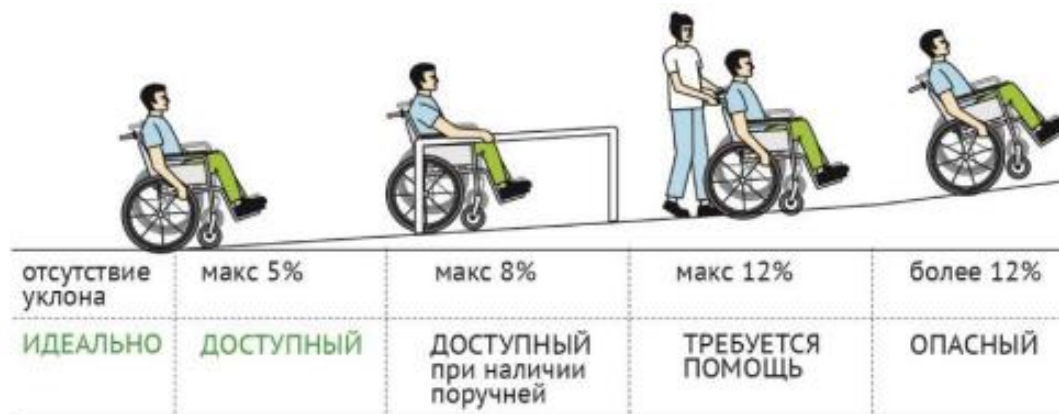 отсутствие
уклона
макс 5%
макс 8%
макс 12%
более 12%
ИДЕАЛЬНО
ДОСТУПНЫЙ
ДОСТУПНЫЙ
при наличии
поручней
ТРЕБУЕТСЯ
ПОМОЩЬ
ОПАСНЫЙ